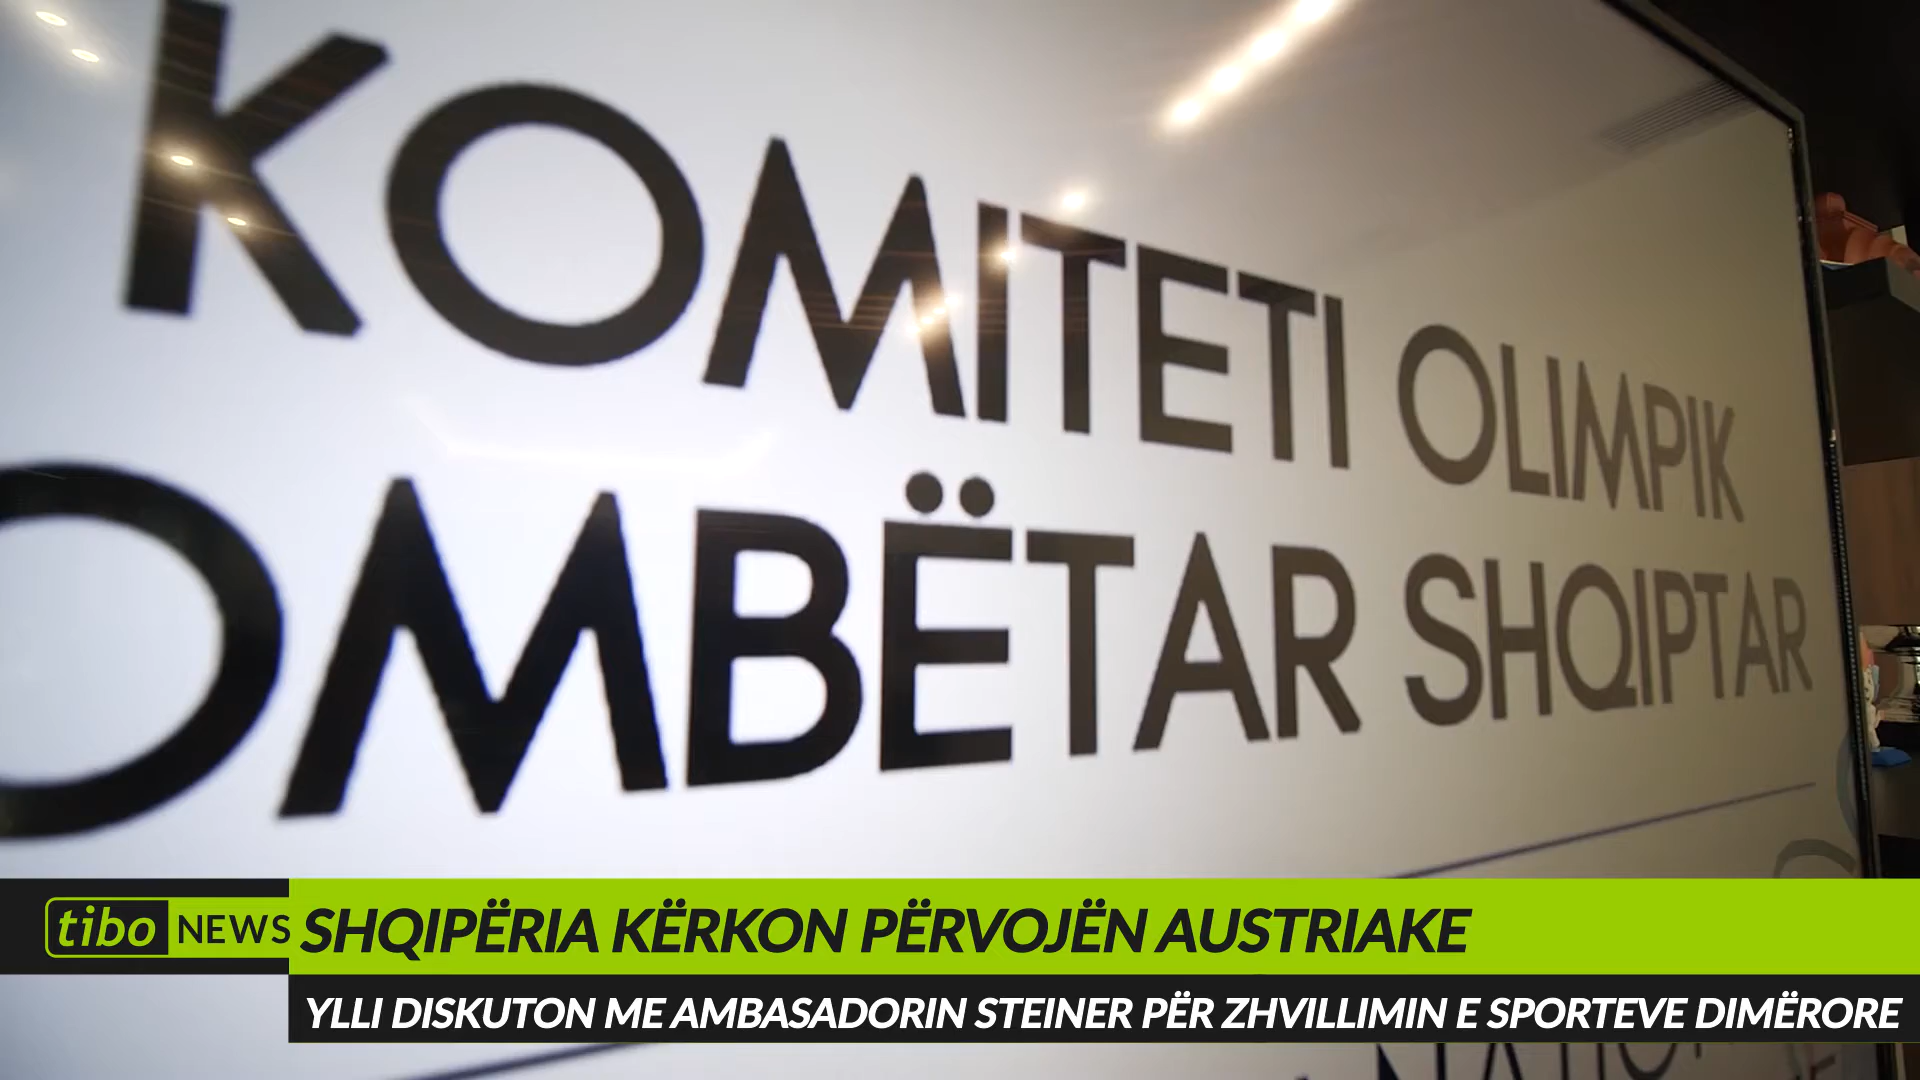 KOMITETI OLIMPIK
OMBËTAR SHQIPTAR
tibo NEWS
SHQIPËRIA KËRKON PËRVOJËN AUSTRIAKE
YLLI DISKUTON ME AMBASADORIN STEINER PËR ZHVILLIMIN E SPORTEVE DIMËRORE